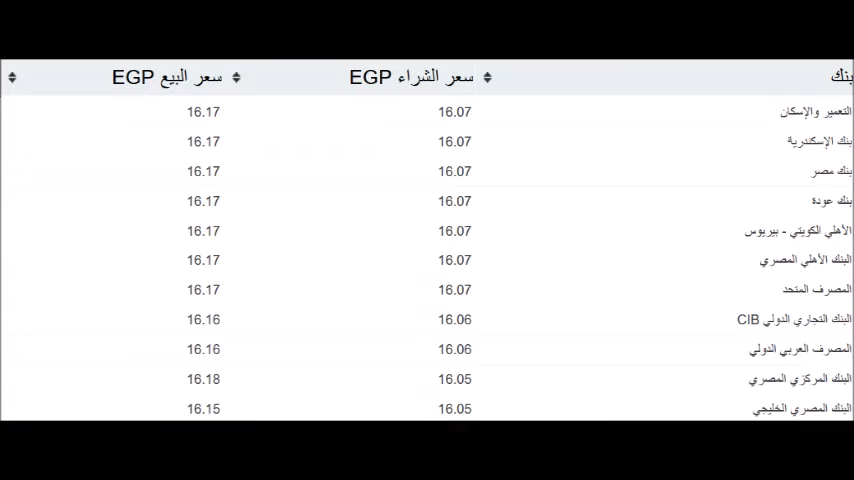 بنك سعر الشراء EGP سعر البيع EGP
التعمير والإسكان 16.07 16.17
بنك الإسكندرية 16.07 16.17
بنك مصر 16.07 16.17
بنك عودة 16.07 16.17
الأهلي الكويتي - بيريوس 16.07 16.17
البنك الأهلي المصري 16.07 16.17
المصرف المتحد 16.07 16.17
البنك التجاري الدولي CIB 16.06 16.16
المصرف العربي الدولي 16.06 16.16
البنك المركزي المصري 16.05 16.18
البنك المصري الخليجي 16.05 16.15